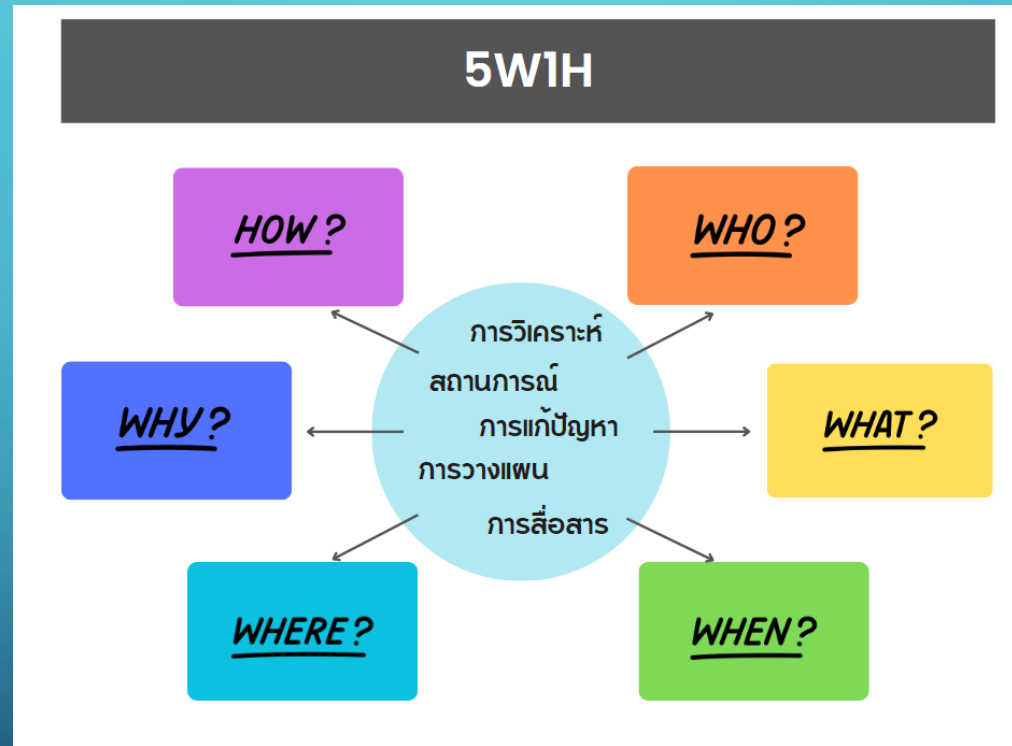 5W1H
HOW?
WHO?
การวิเคราะห์
สถานการณ์
การแก้ปัญหา
การวางแผน
การสื่อสาร
WHY?
WHAT?
WHERE?
WHEN?